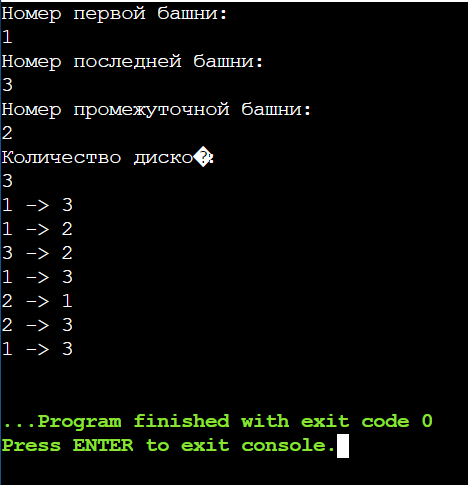 Номер первой башни:
1
Номер последней башни:
3
Номер промежуточной башни:
2
Количество диско�:
3
1 -> 3
1 -> 2
3 -> 2
1 -> 3
2 -> 1
2 -> 3
1 -> 3
...Program finished with exit code 0
Press ENTER to exit console.